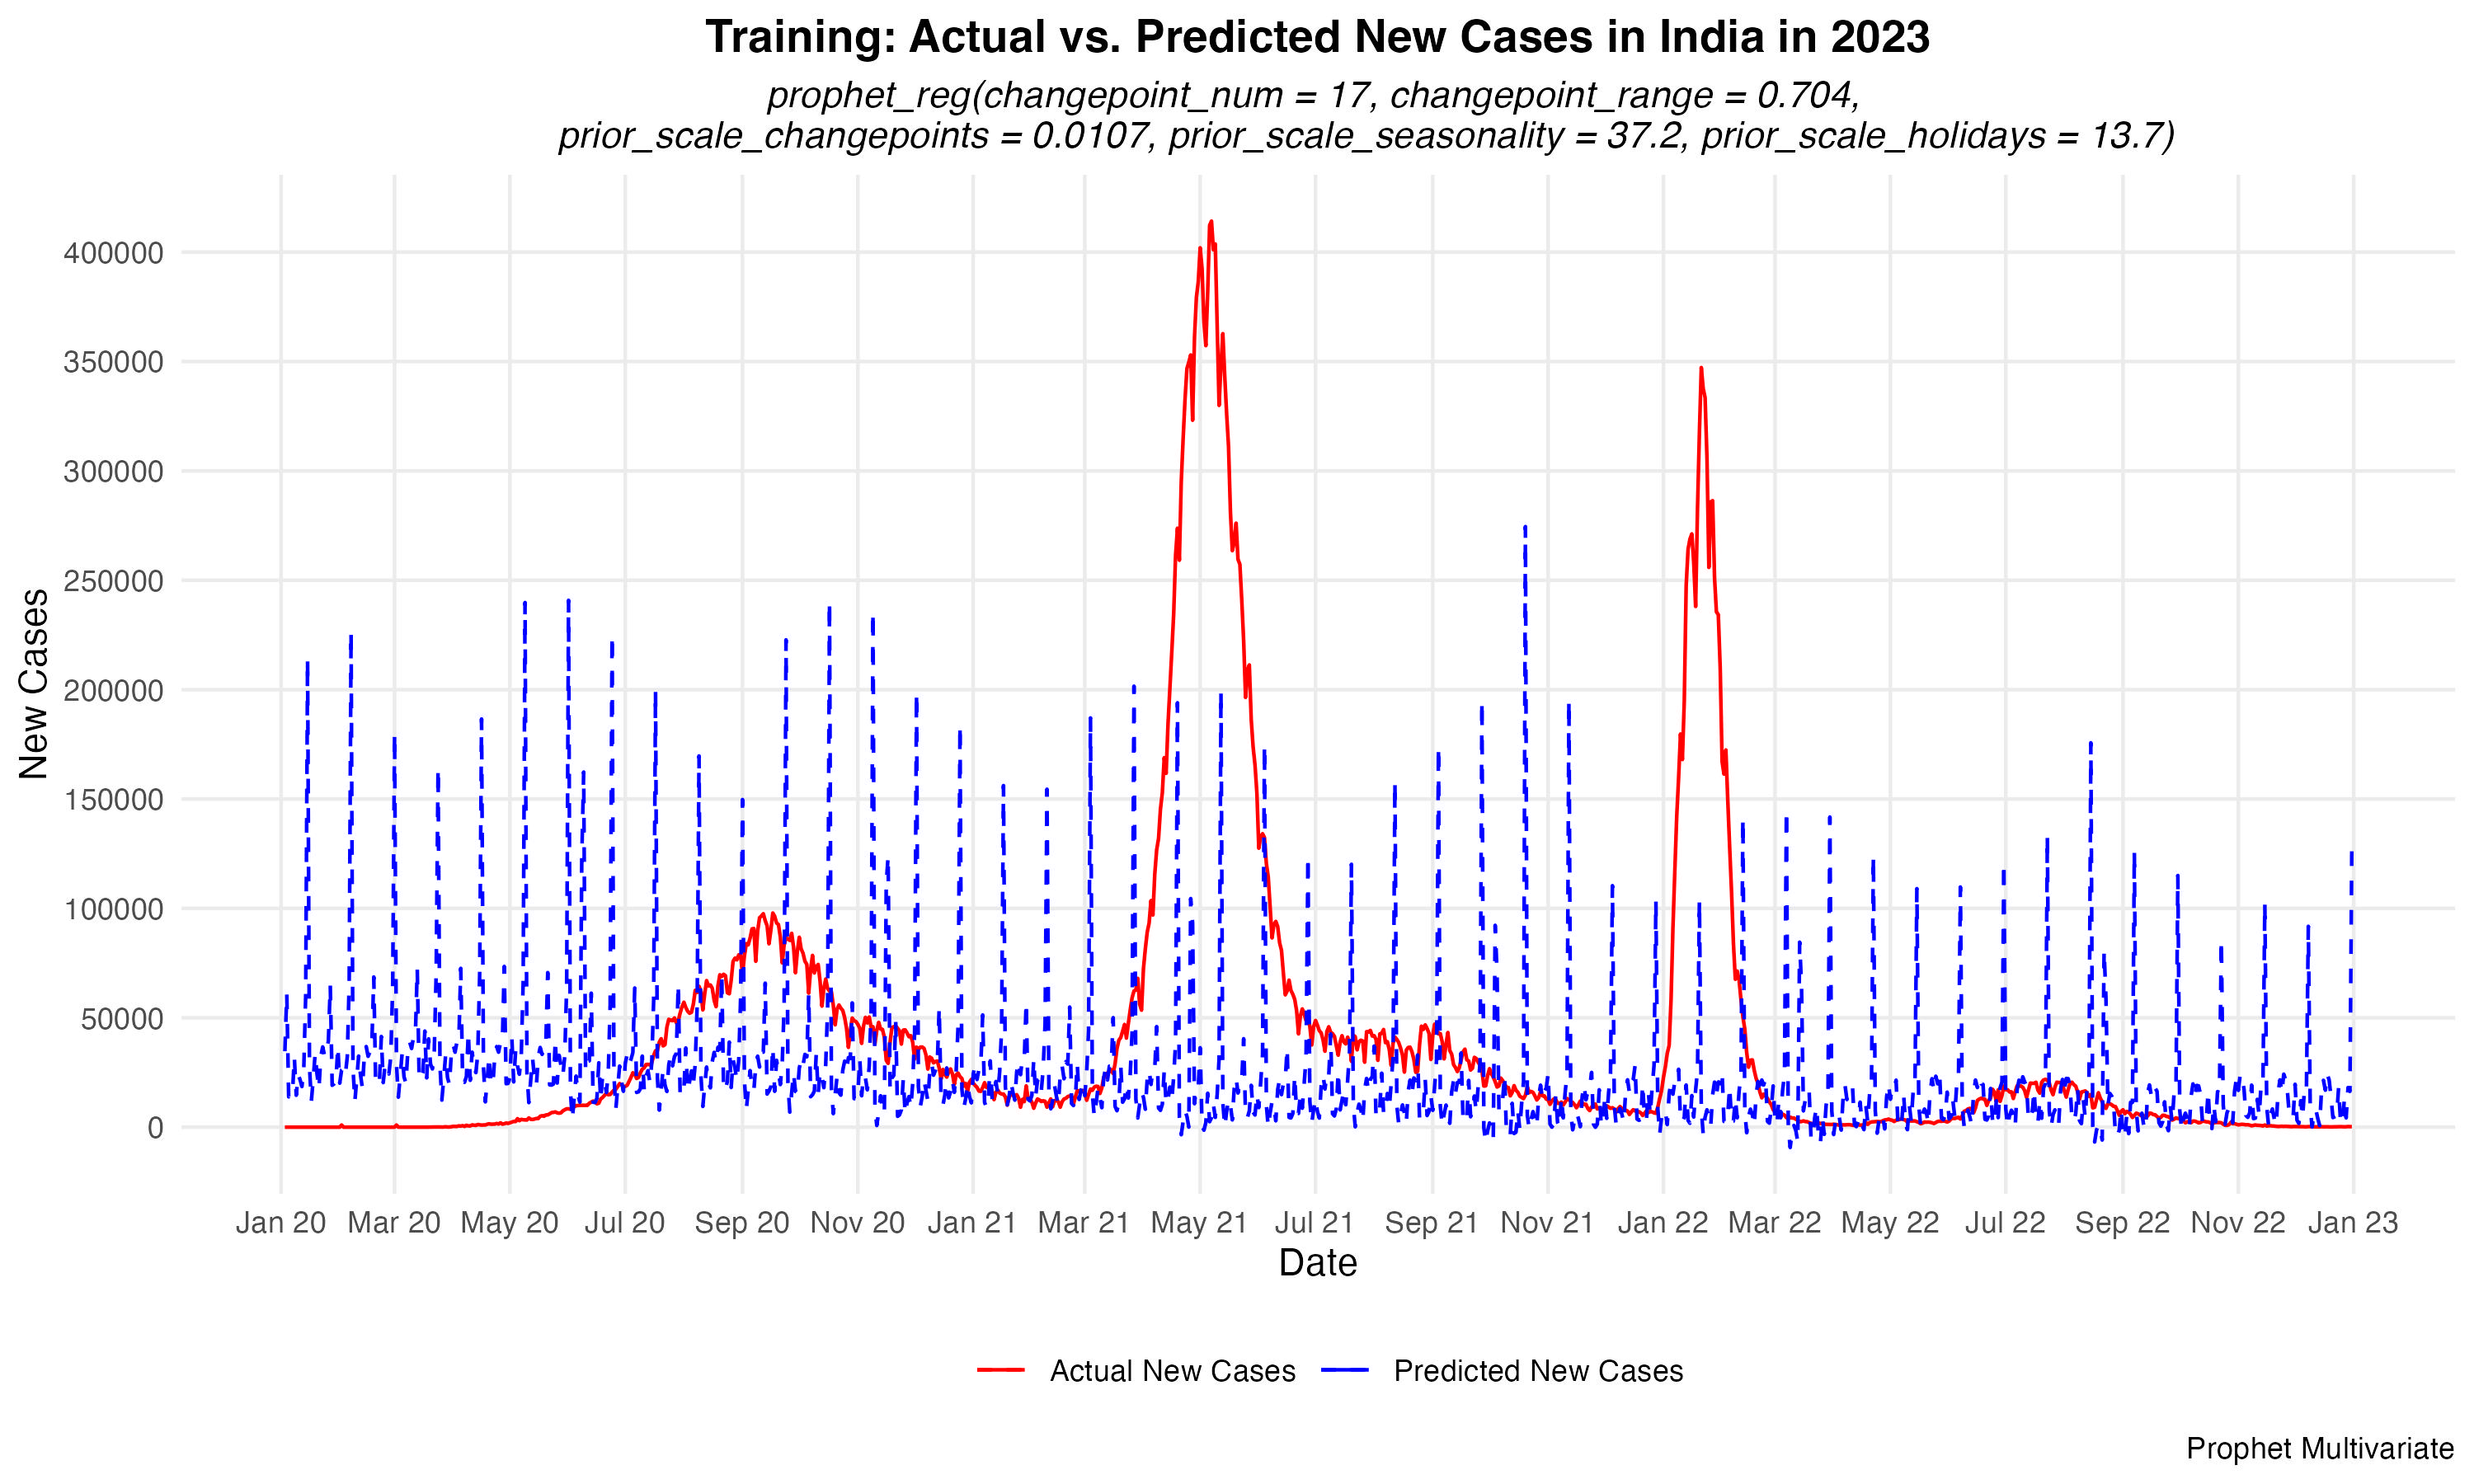 Training: Actual vs. Predicted New Cases in India in 2023
prophet_reg(changepoint_num = 17, changepoint_range = 0.704,
prior_scale_changepoints = 0.0107, prior_scale_seasonality = 37.2, prior_scale_holidays = 13.7)
New Cases
400000
350000
300000
250000
200000
150000
100000
50000
0
Jan 20 Mar 20 May 20 Jul 20 Sep 20 Nov 20 Jan 21 Mar 21 May 21 Jul 21 Sep 21 Nov 21 Jan 22 Mar 22 May 22 Jul 22 Sep 22 Nov 22 Jan 23
Date
Actual New Cases Predicted New Cases
Prophet Multivariate